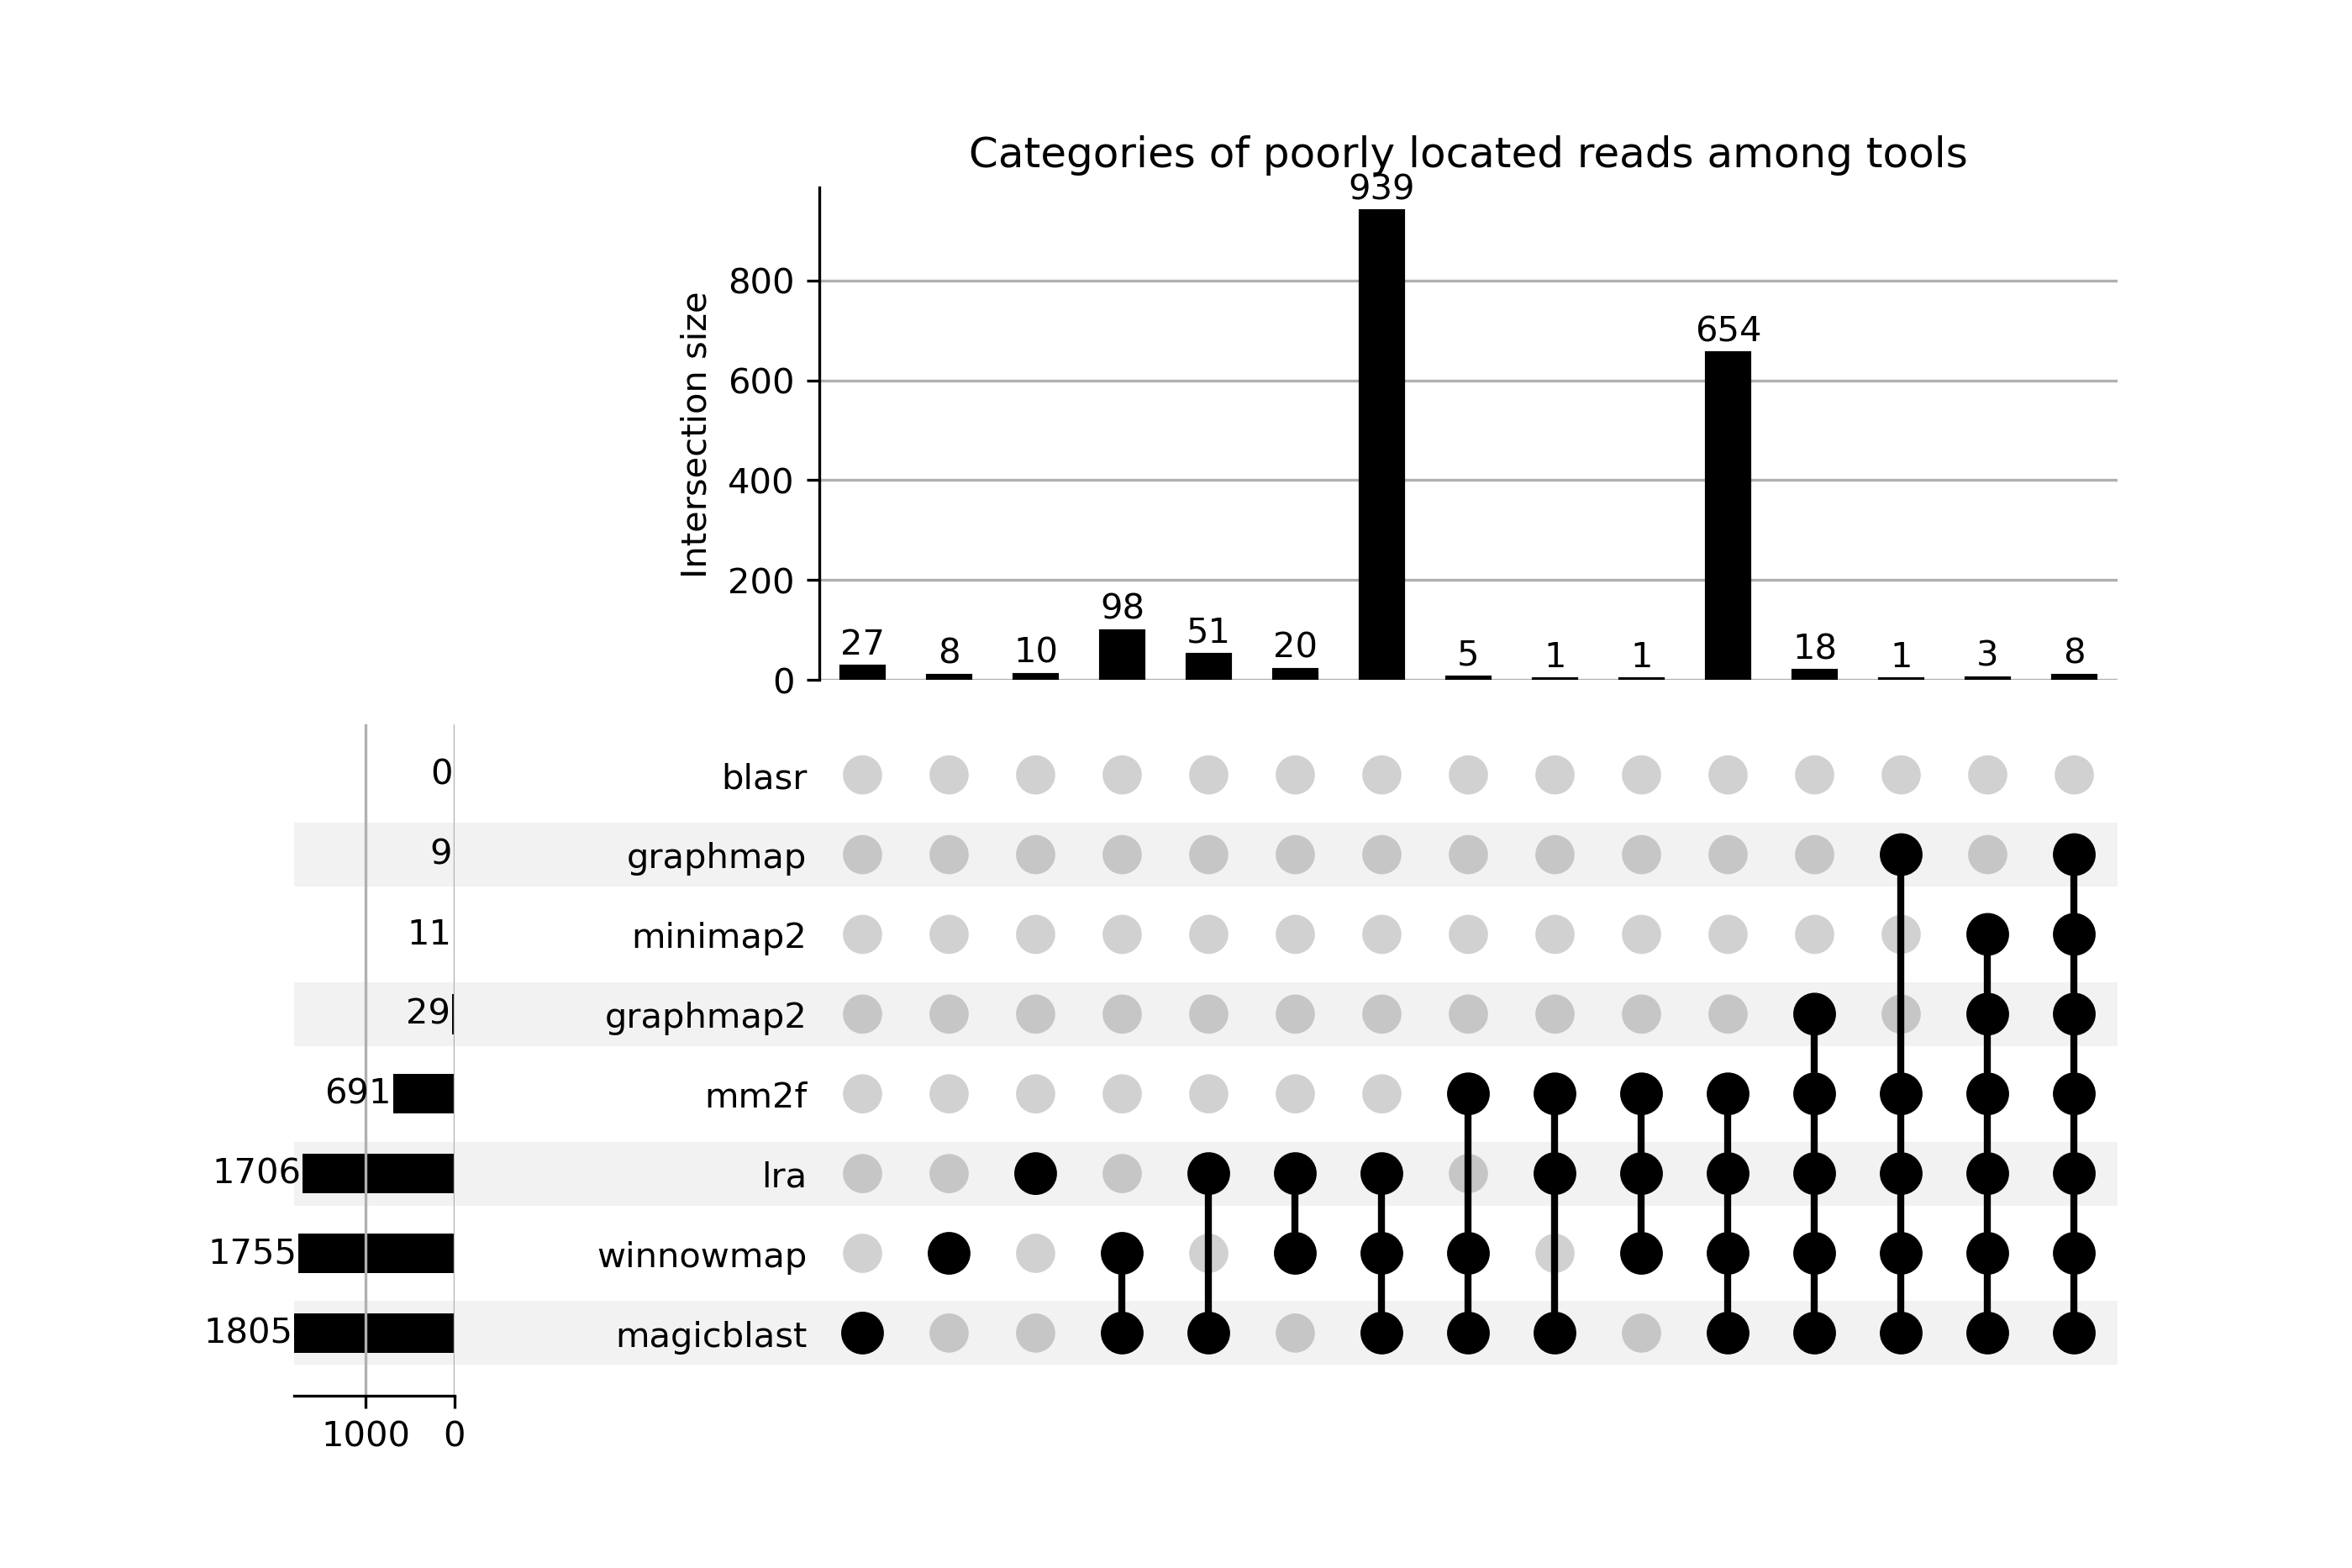 Categories of poorly located reads among tools
Intersection size
800
600
400
200
0
27
8
10
98
51
20
939
5
1
1
654
18
1
3
8
0 blasr
9 graphmap
11 minimap2
29 graphmap2
691 mm2f
1706 lra
1755 winnowmap
1805 magicblast
1000 0